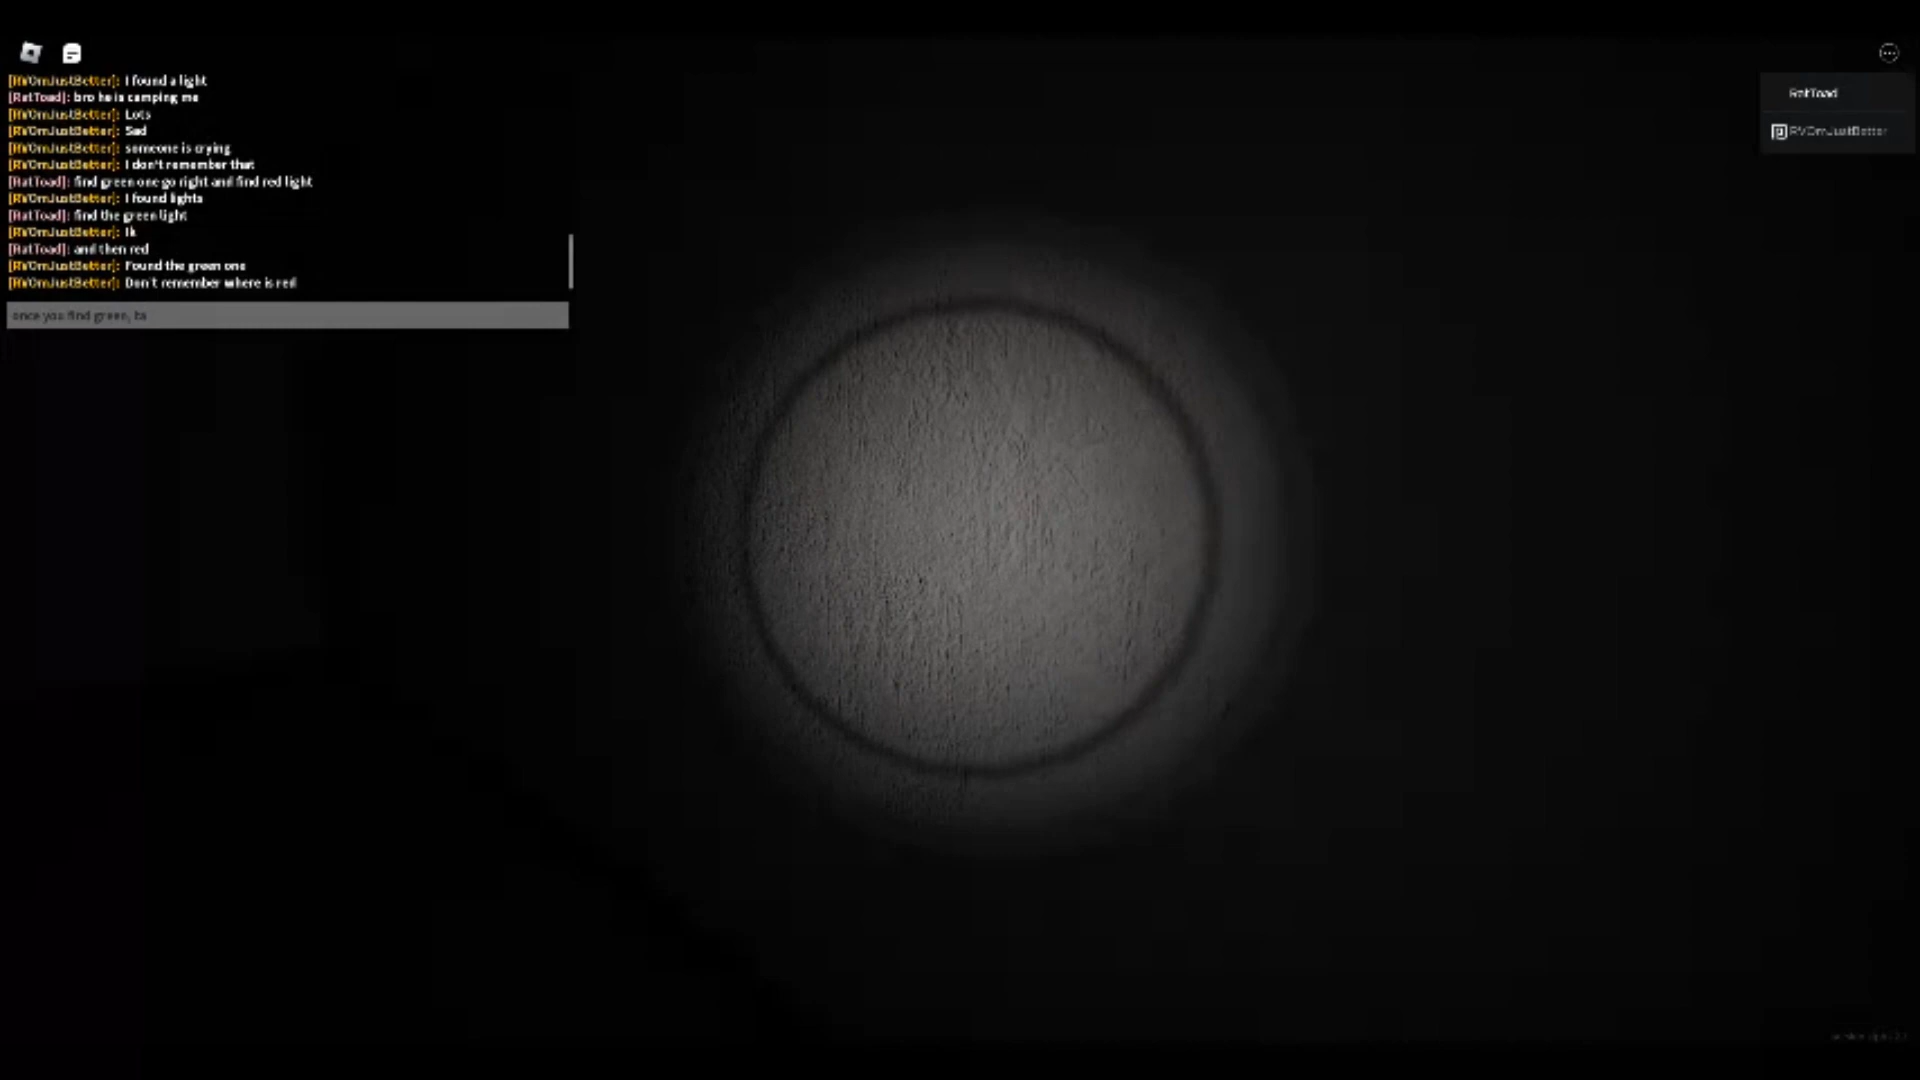 [RVOmJustBetter]: I found a light
[RatToad]: bro he is camping me
[RVOmJustBetter]: Lots
[RVOmJustBetter]: Sad
[RVOmJustBetter]: someone is crying
[RVOmJustBetter]: I don't remember that
[RatToad]: find green one go right and find red light
[RVOmJustBetter]: I found lights
[RatToad]: find the green light
[RVOmJustBetter]: Ik
[RatToad]: and then red
[RVOmJustBetter]: Found the green one
[RVOmJustBetter]: Don't remember where is red
once you find green, ta
RatToad
RVOmJustBetter